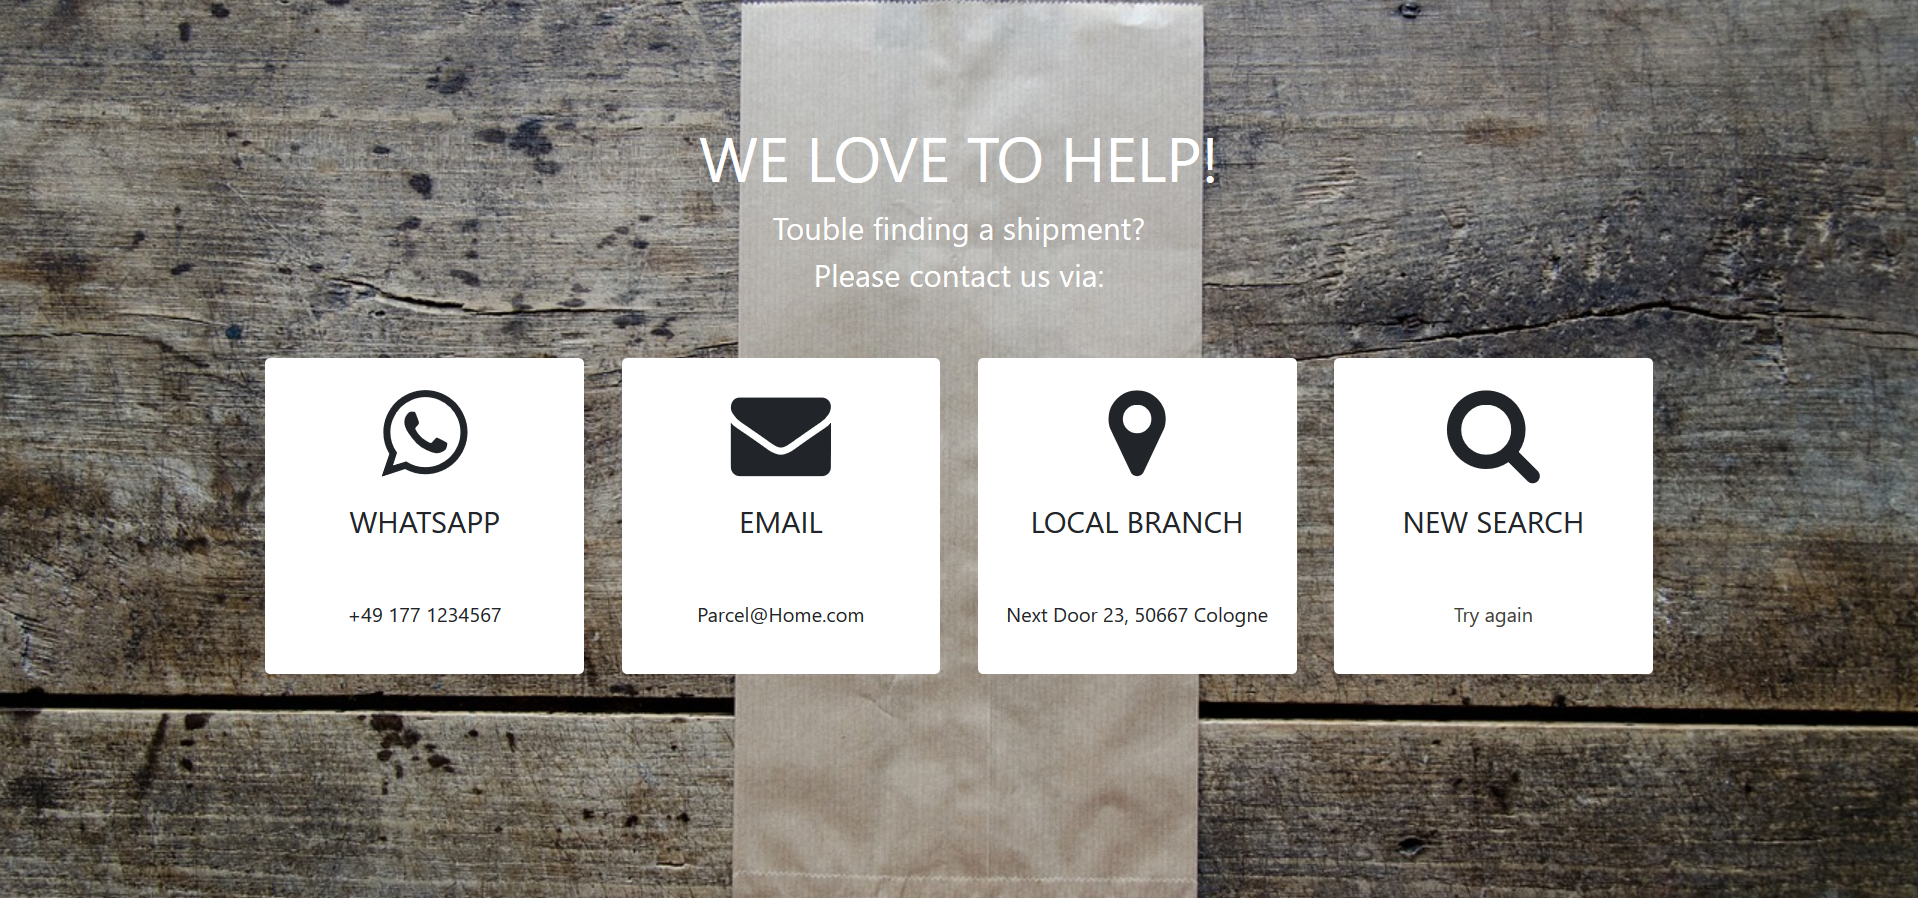 WE LOVE TO HELP!
Touble finding a shipment?
Please contact us via:
WHATSAPP
+49 177 1234567
EMAIL
Parcel@Home.com
LOCAL BRANCH
Next Door 23, 50667 Cologne
NEW SEARCH
Try again